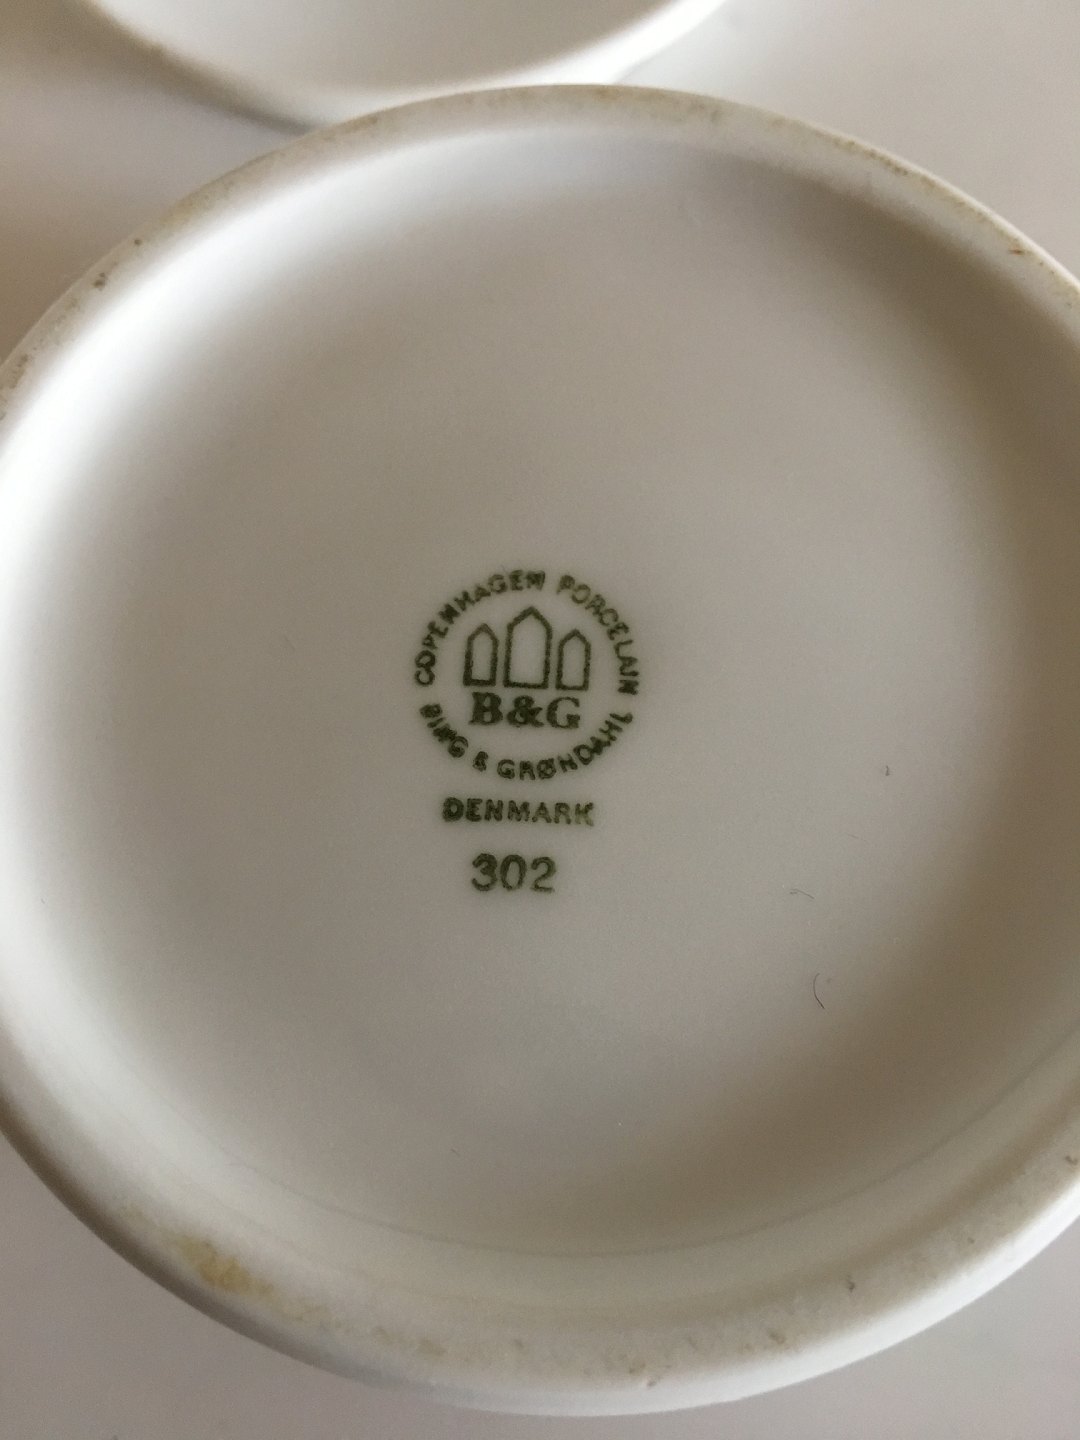 COPENHAGEN PORCELAIN
B&G
BING & GRØNDAHL
DENMARK
302